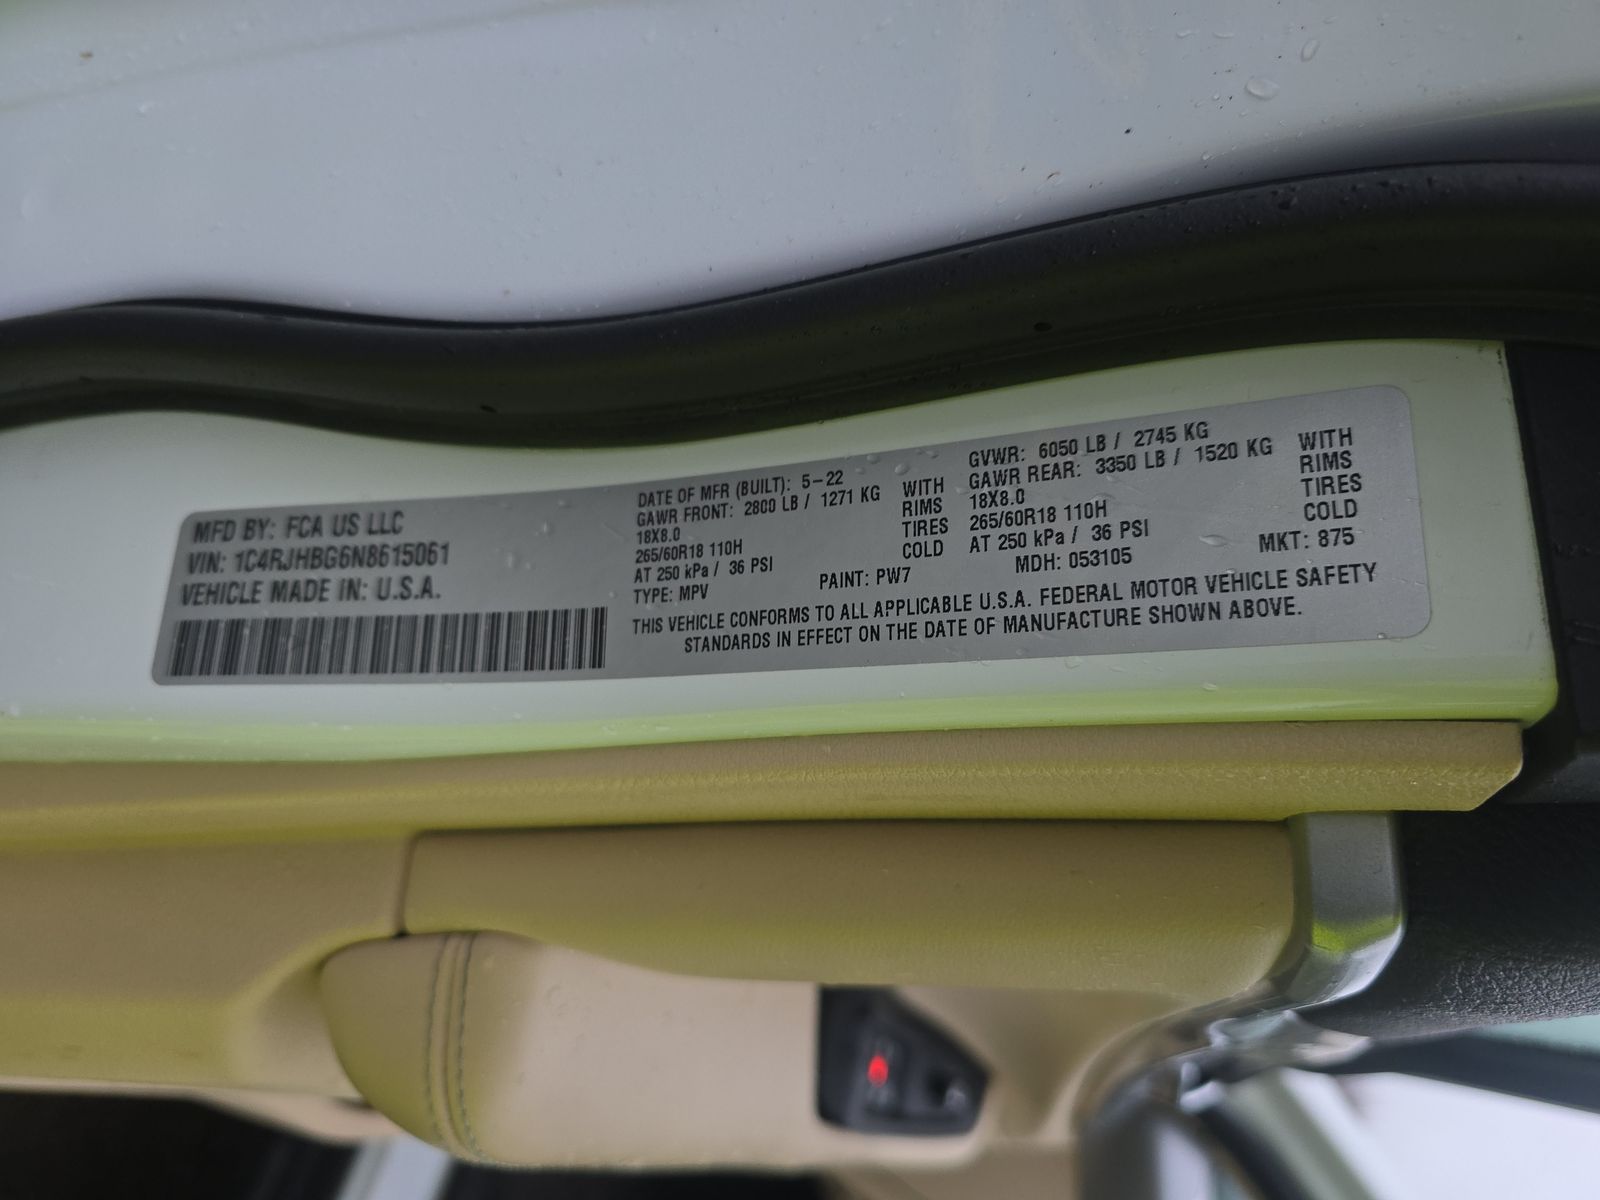 MFD BY: FCA US LLC
VIN: 1C4RJHBG6N8615061
VEHICLE MADE IN: U.S.A.
DATE OF MFR (BUILT): 5-22
GAWR FRONT: 2800 LB / 1271 KG WITH
18X8.0 RIMS
265/60R18 110H TIRES
AT 250 kPa / 36 PSI COLD
TYPE: MPV
PAINT: PW7
GVWR: 6050 LB / 2745 KG
GAWR REAR: 3350 LB / 1520 KG WITH
18X8.0 RIMS
265/60R18 110H TIRES
AT 250 kPa / 36 PSI COLD
MDH: 053105
MKT: 875
THIS VEHICLE CONFORMS TO ALL APPLICABLE U.S.A. FEDERAL MOTOR VEHICLE SAFETY
STANDARDS IN EFFECT ON THE DATE OF MANUFACTURE SHOWN ABOVE.